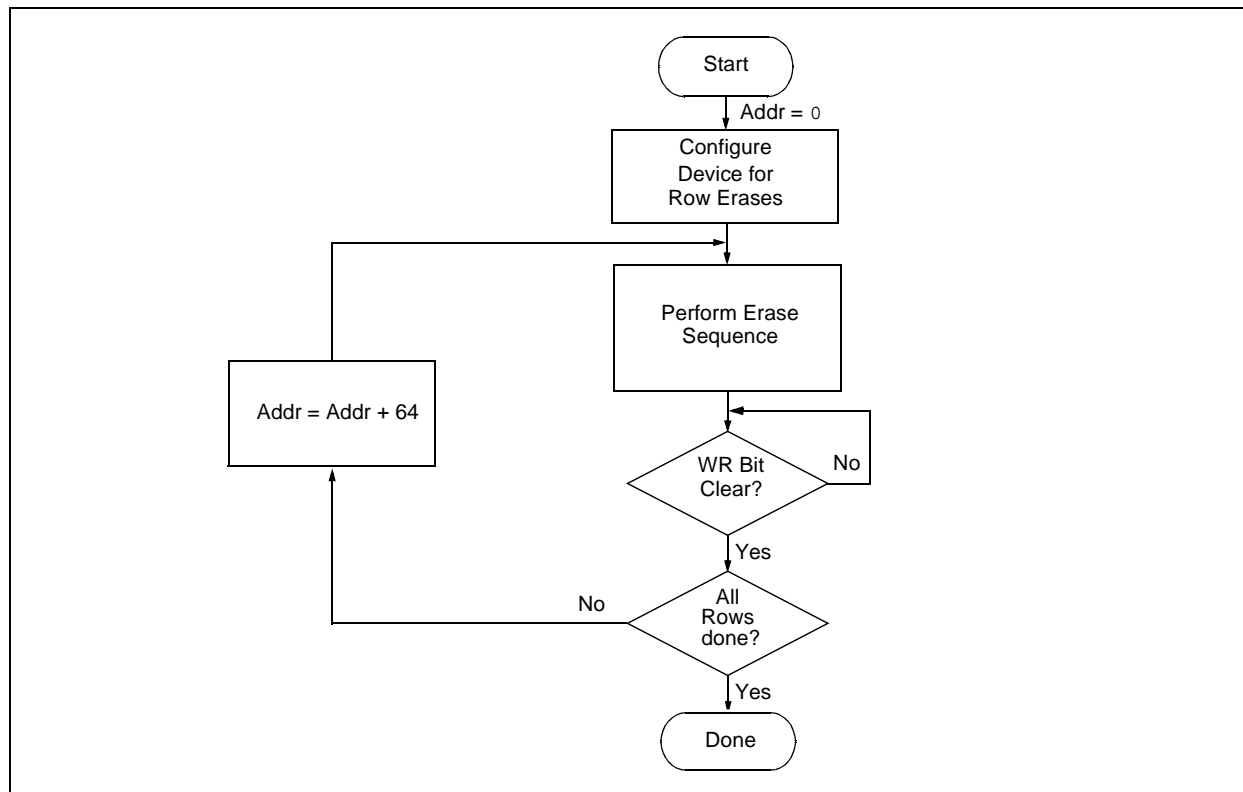 Start
Addr = 0
Configure
Device for
Row Erases
Perform Erase
Sequence
Addr = Addr + 64
WR Bit
Clear?
No
Yes
All
Rows
done?
No
Yes
Done